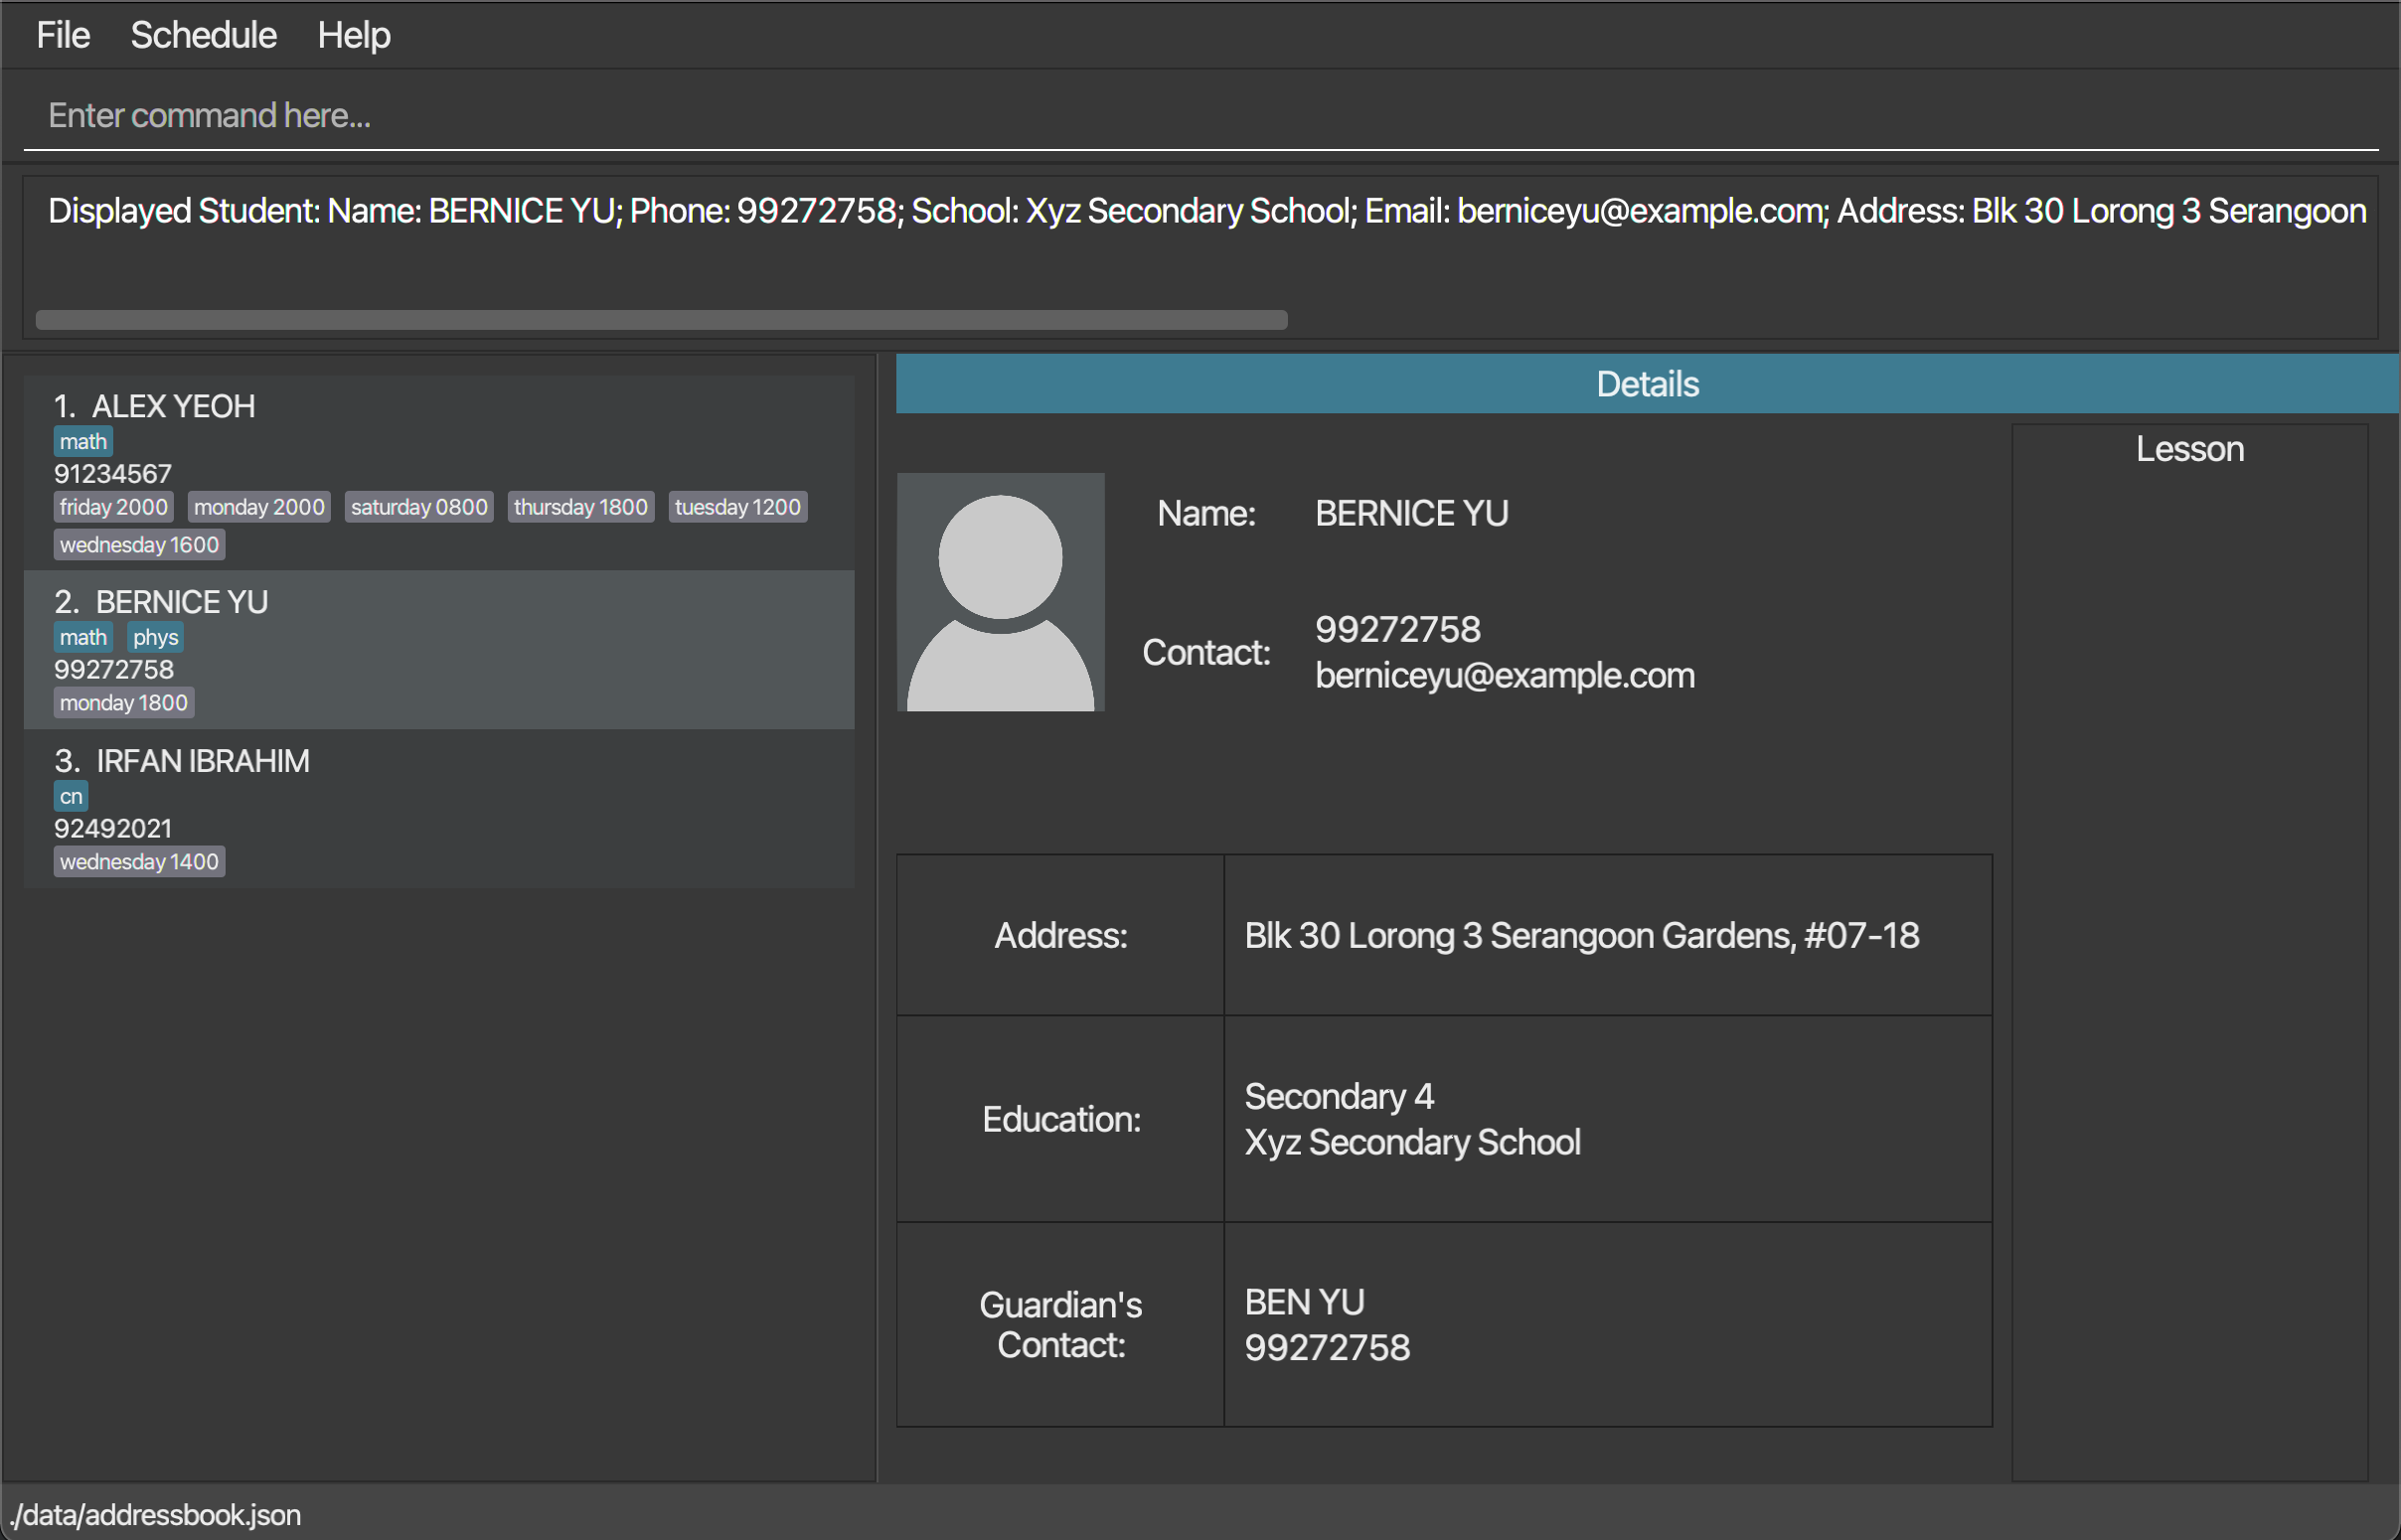 File Schedule Help
Enter command here...
Displayed Student: Name: BERNICE YU; Phone: 99272758; School: Xyz Secondary School; Email: berniceyu@example.com; Address: Blk 30 Lorong 3 Serangoon
1. ALEX YEOH
math
91234567
friday 2000 monday 2000 saturday 0800 thursday 1800 tuesday 1200
wednesday 1600
2. BERNICE YU
math phys
99272758
monday 1800
3. IRFAN IBRAHIM
cn
92492021
wednesday 1400
Details
Name: BERNICE YU
Contact: 99272758
berniceyu@example.com
Address: Blk 30 Lorong 3 Serangoon Gardens, #07-18
Education: Secondary 4
Xyz Secondary School
Guardian's
Contact:
BEN YU
99272758
Lesson
./data/addressbook.json